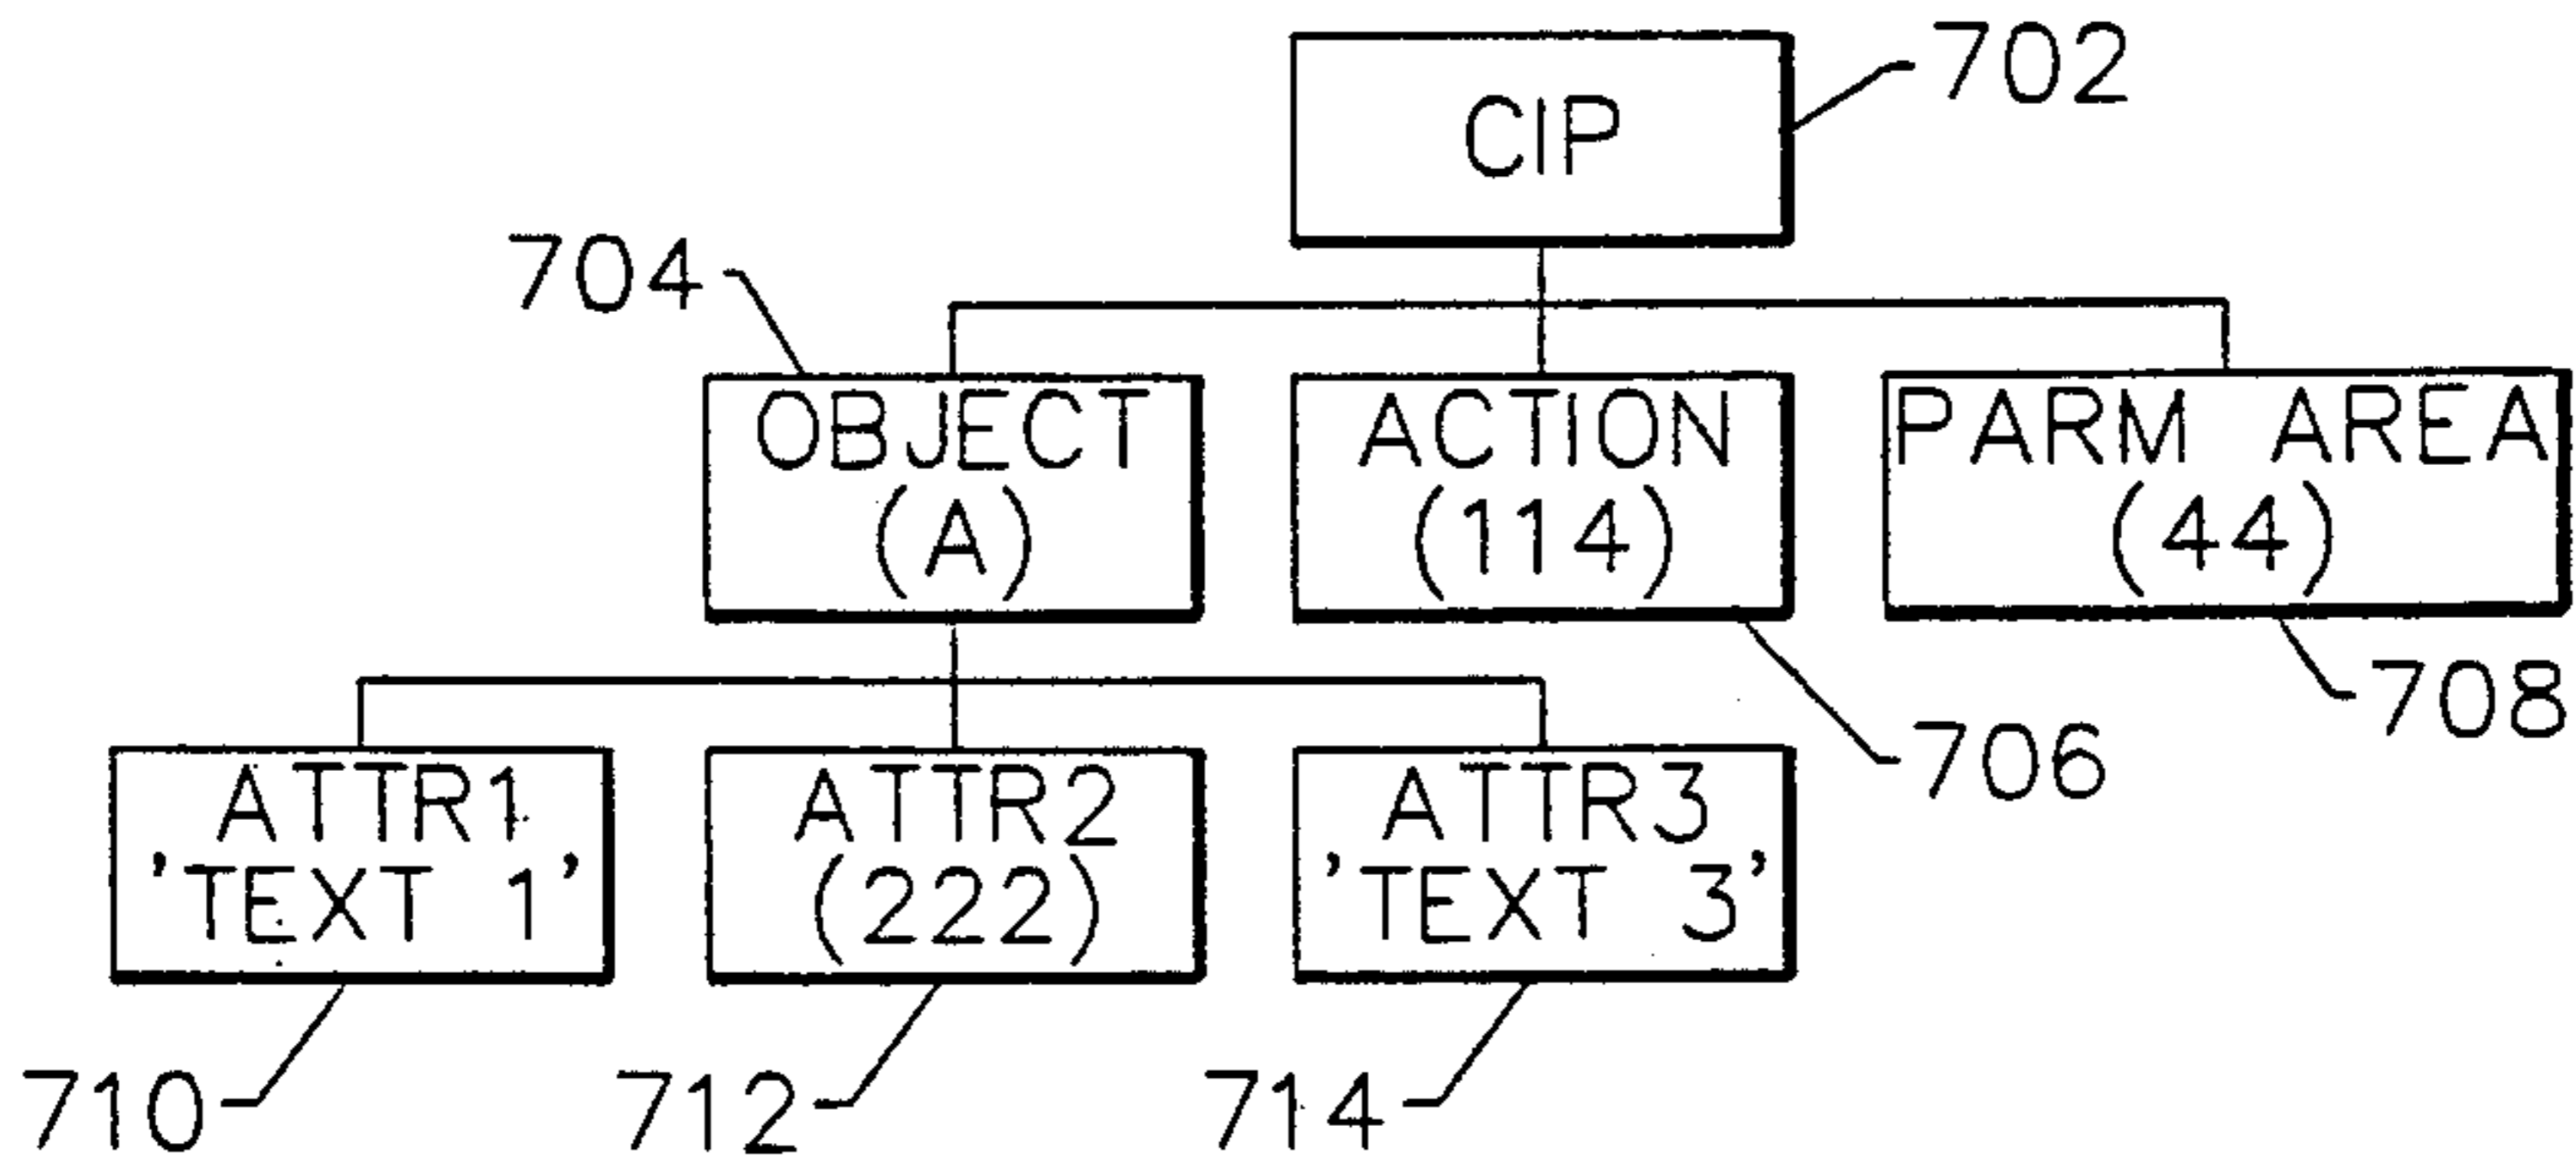 702
CIP
704
OBJECT
(A)
ACTION
(114)
PARM AREA
(44)
708
706
ATTR1
'TEXT 1'
ATTR2
(222)
ATTR3
'TEXT 3'
710
712
714